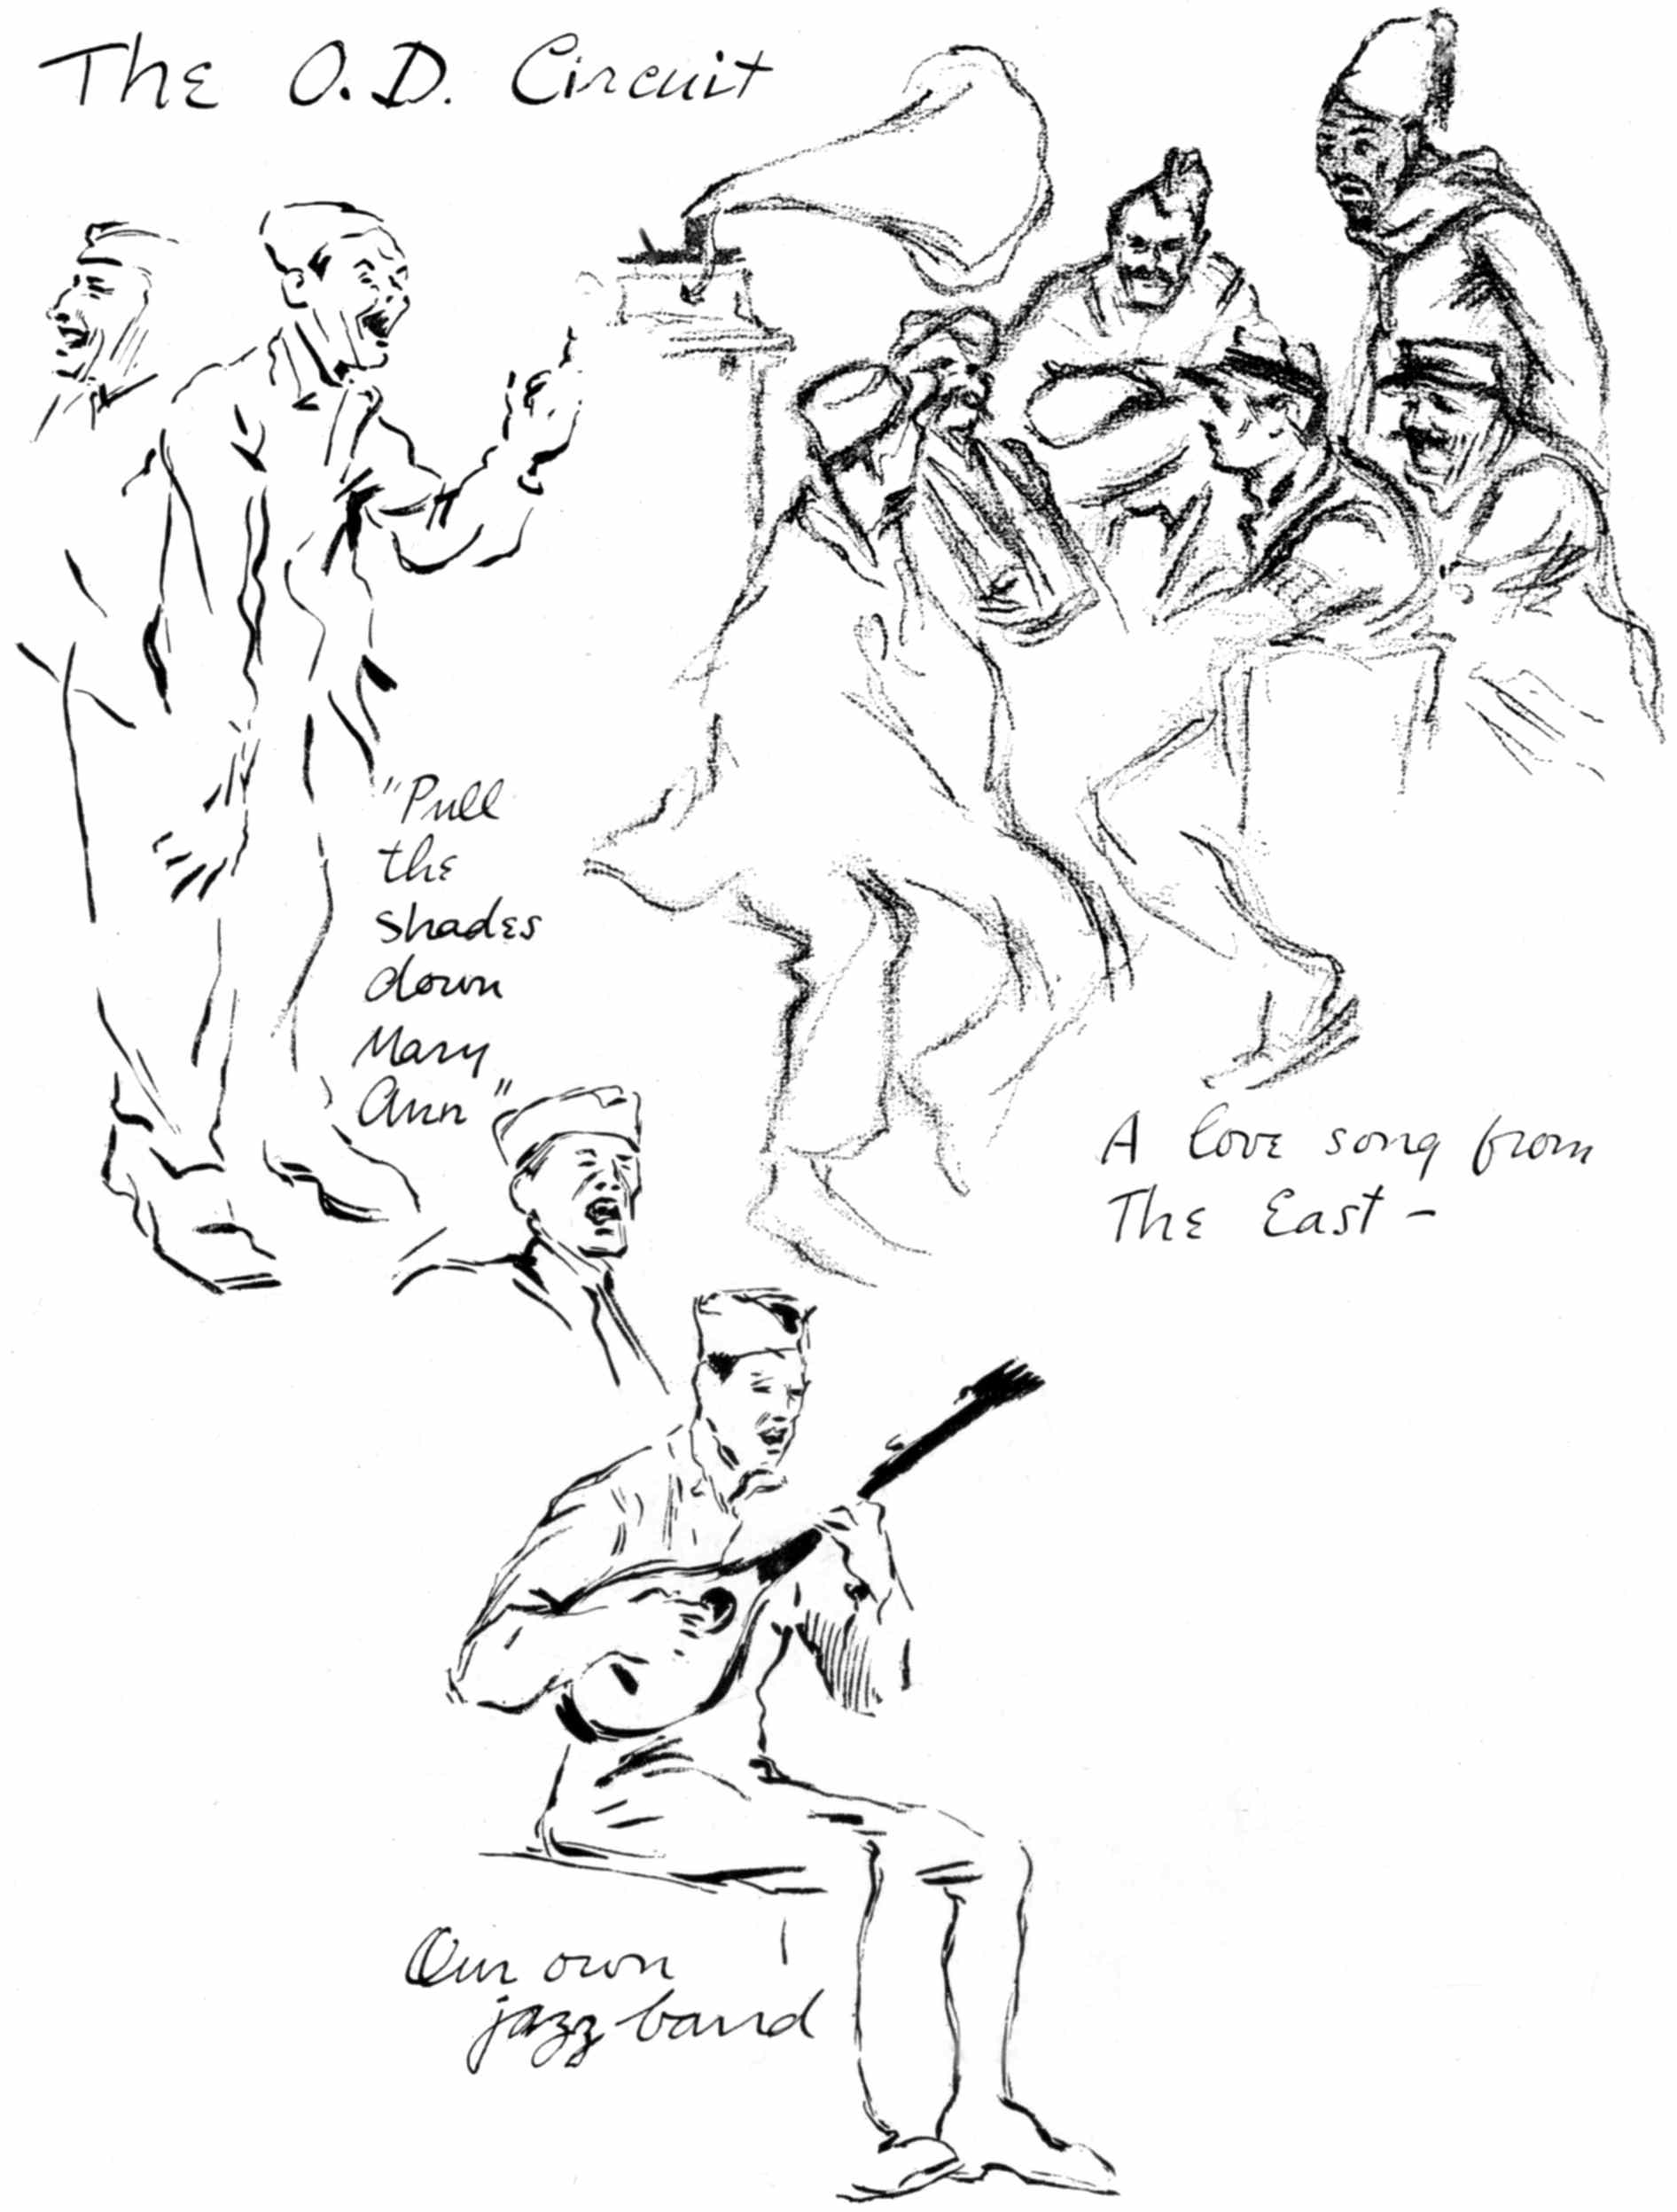 The O.D. Circuit
"Pull
the
shades
down
Mary
Ann"
A love song from
The East –
Our own
jazz band